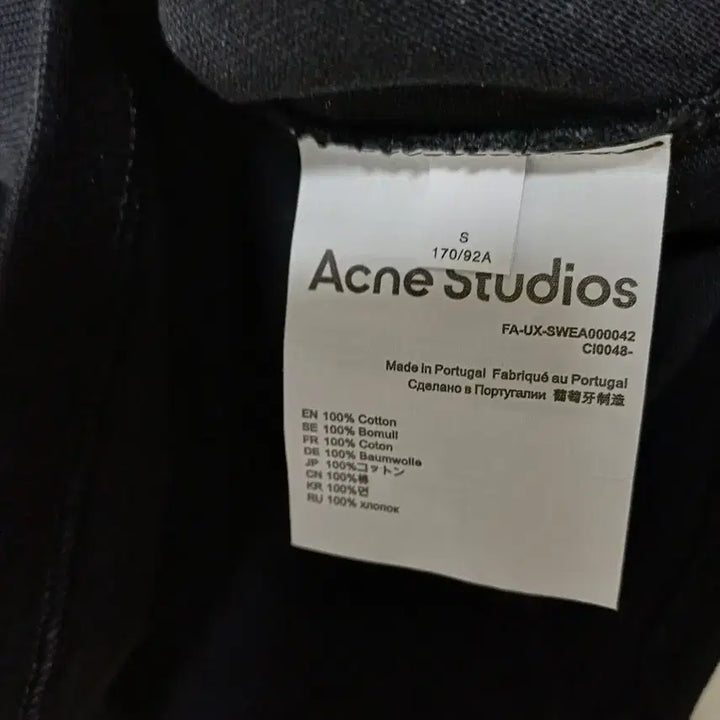 S
170/92A
Acne Studios
FA-UX-SWEA000042
CI0048-
Made in Portugal Fabriqué au Portugal
Сделано в Португалии 葡萄牙制造
EN 100% Cotton
SE 100% Bomull
FR 100% Coton
DE 100% Baumwolle
JP 100%コットン
CN 100%棉
KR 100%면
RU 100% хлопок